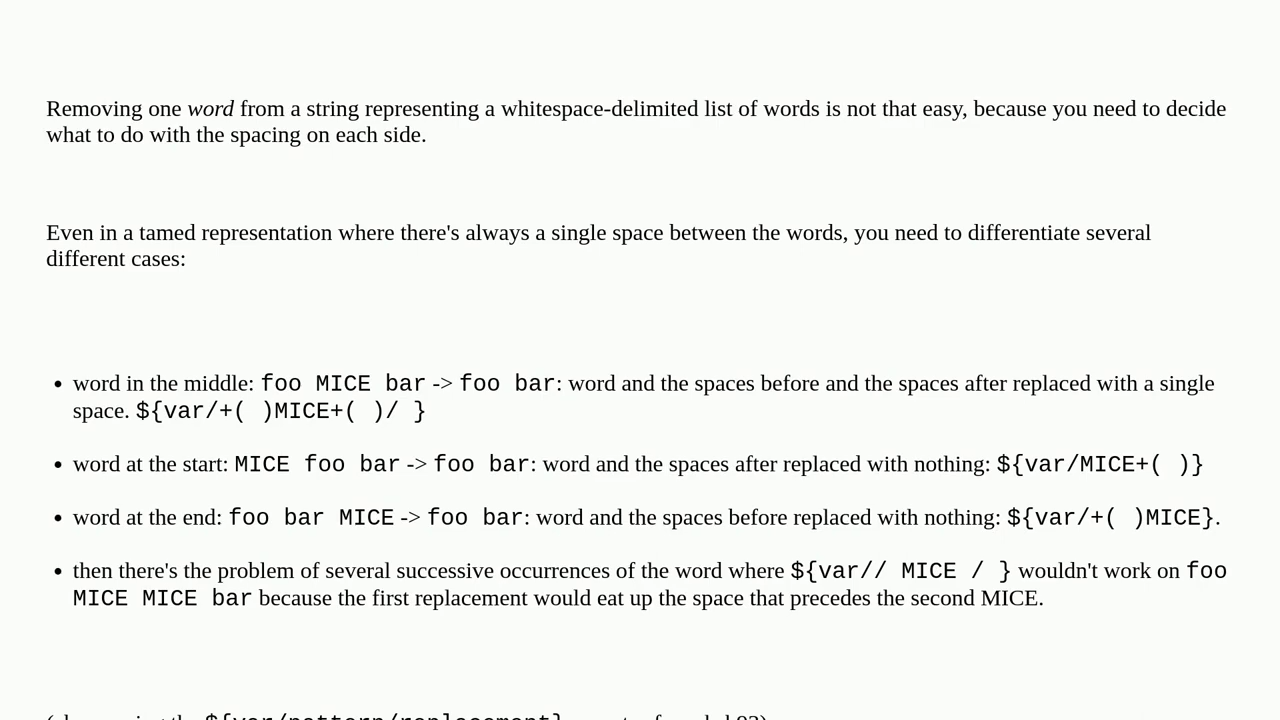 Removing one word from a string representing a whitespace-delimited list of words is not that easy, because you need to decide
what to do with the spacing on each side.
Even in a tamed representation where there's always a single space between the words, you need to differentiate several
different cases:
• word in the middle: foo MICE bar -> foo bar: word and the spaces before and the spaces after replaced with a single
space. ${var/+( )MICE+( )/ }
• word at the start: MICE foo bar -> foo bar: word and the spaces after replaced with nothing: ${var/MICE+( )}
• word at the end: foo bar MICE -> foo bar: word and the spaces before replaced with nothing: ${var/+( )MICE}.
• then there's the problem of several successive occurrences of the word where ${var// MICE / } wouldn't work on foo
MICE MICE bar because the first replacement would eat up the space that precedes the second MICE.
${var/pattern/replacement}